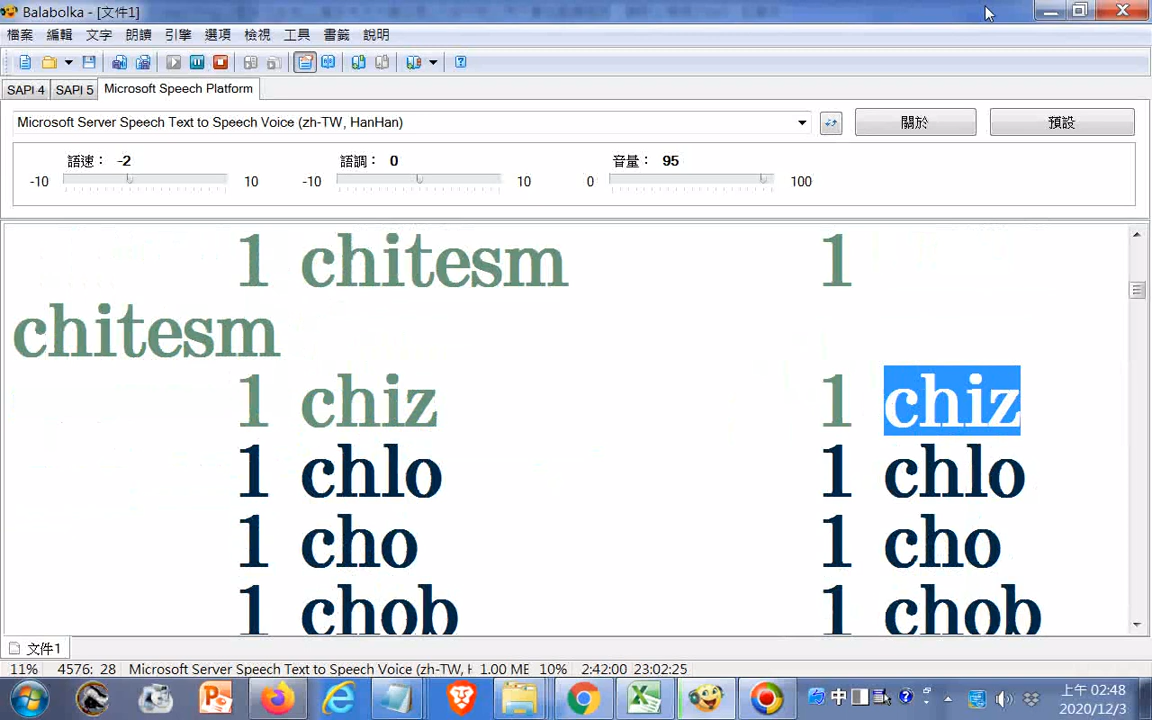 Balabolka - [文件1]
檔案 編輯 文字 朗讀 引擎 選項 檢視 工具 書籤 說明
SAPI 4 SAPI 5 Microsoft Speech Platform
Microsoft Server Speech Text to Speech Voice (zh-TW, HanHan) 關於 預設
語速： -2 語調： 0 音量： 95
-10 10 -10 10 0 100
1 chitesm 1
chitesm
1 chiz 1 chiz
1 chlo 1 chlo
1 cho 1 cho
1 chob 1 chob
文件1
11% 4576: 28 Microsoft Server Speech Text to Speech Voice (zh-TW, 1.00 ME 10% 2:42:00 23:02:25
中 上午 02:48
2020/12/3